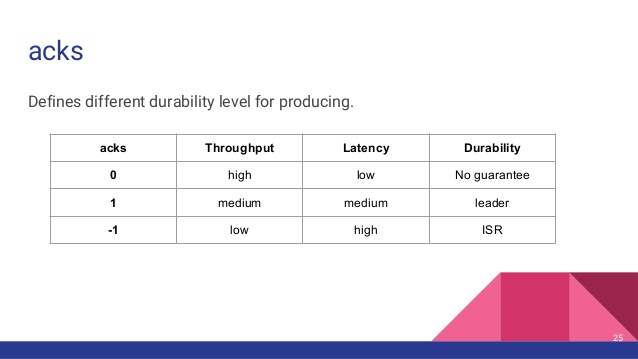 acks
Defines different durability level for producing.
acks Throughput Latency Durability
0 high low No guarantee
1 medium medium leader
-1 low high ISR
25